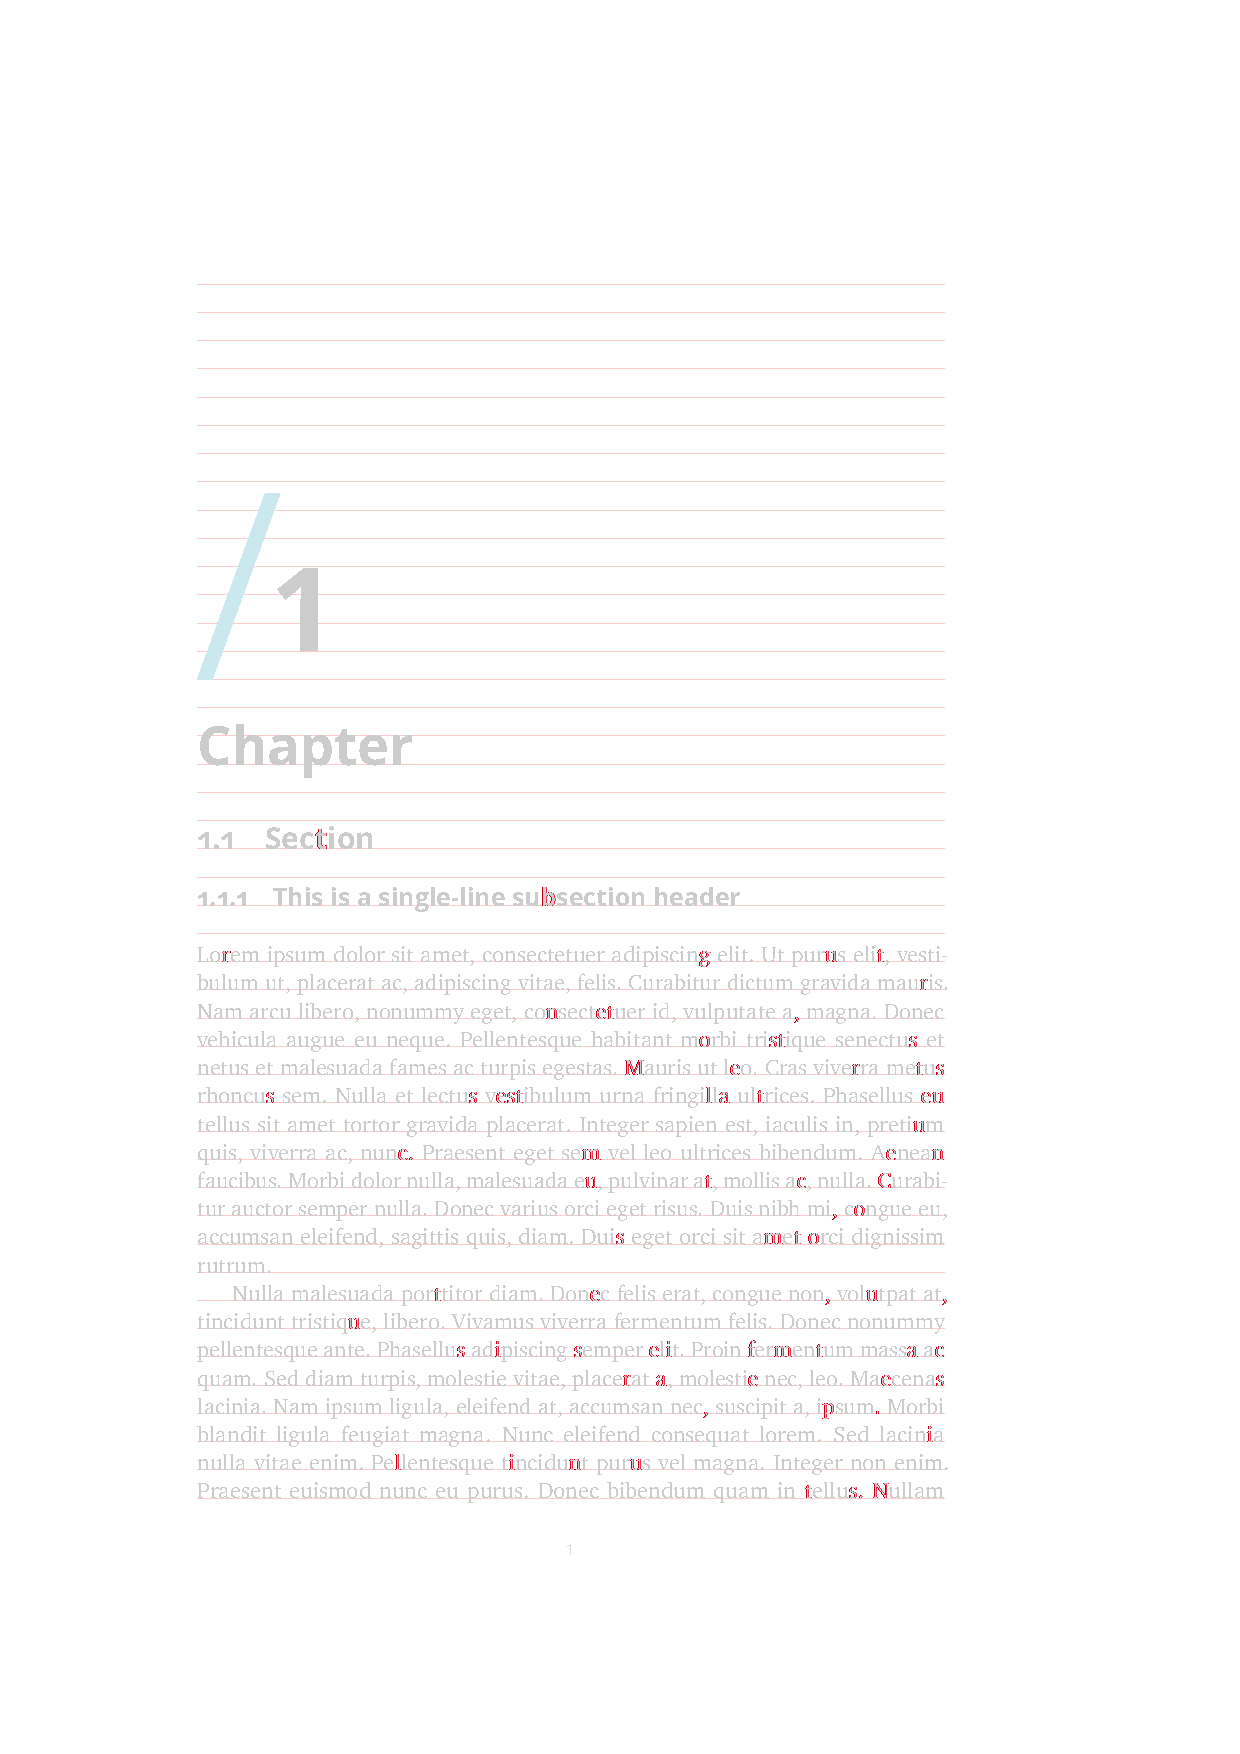 /1
Chapter
1.1 Section
1.1.1 This is a single-line subsection header
Lorem ipsum dolor sit amet, consectetuer adipiscing elit. Ut purus elit, vesti-
bulum ut, placerat ac, adipiscing vitae, felis. Curabitur dictum gravida mauris.
Nam arcu libero, nonummy eget, consectetuer id, vulputate a, magna. Donec
vehicula augue eu neque. Pellentesque habitant morbi tristique senectus et
netus et malesuada fames ac turpis egestas. Mauris ut leo. Cras viverra metus
rhoncus sem. Nulla et lectus vestibulum urna fringilla ultrices. Phasellus eu
tellus sit amet tortor gravida placerat. Integer sapien est, iaculis in, pretium
quis, viverra ac, nunc. Praesent eget sem vel leo ultrices bibendum. Aenean
faucibus. Morbi dolor nulla, malesuada eu, pulvinar at, mollis ac, nulla. Curabi-
tur auctor semper nulla. Donec varius orci eget risus. Duis nibh mi, congue eu,
accumsan eleifend, sagittis quis, diam. Duis eget orci sit amet orci dignissim
rutrum.
Nulla malesuada porttitor diam. Donec felis erat, congue non, volutpat at,
tincidunt tristique, libero. Vivamus viverra fermentum felis. Donec nonummy
pellentesque ante. Phasellus adipiscing semper elit. Proin fermentum massa ac
quam. Sed diam turpis, molestie vitae, placerat a, molestie nec, leo. Maecenas
lacinia. Nam ipsum ligula, eleifend at, accumsan nec, suscipit a, ipsum. Morbi
blandit ligula feugiat magna. Nunc eleifend consequat lorem. Sed lacinia
nulla vitae enim. Pellentesque tincidunt purus vel magna. Integer non enim.
Praesent euismod nunc eu purus. Donec bibendum quam in tellus. Nullam
1